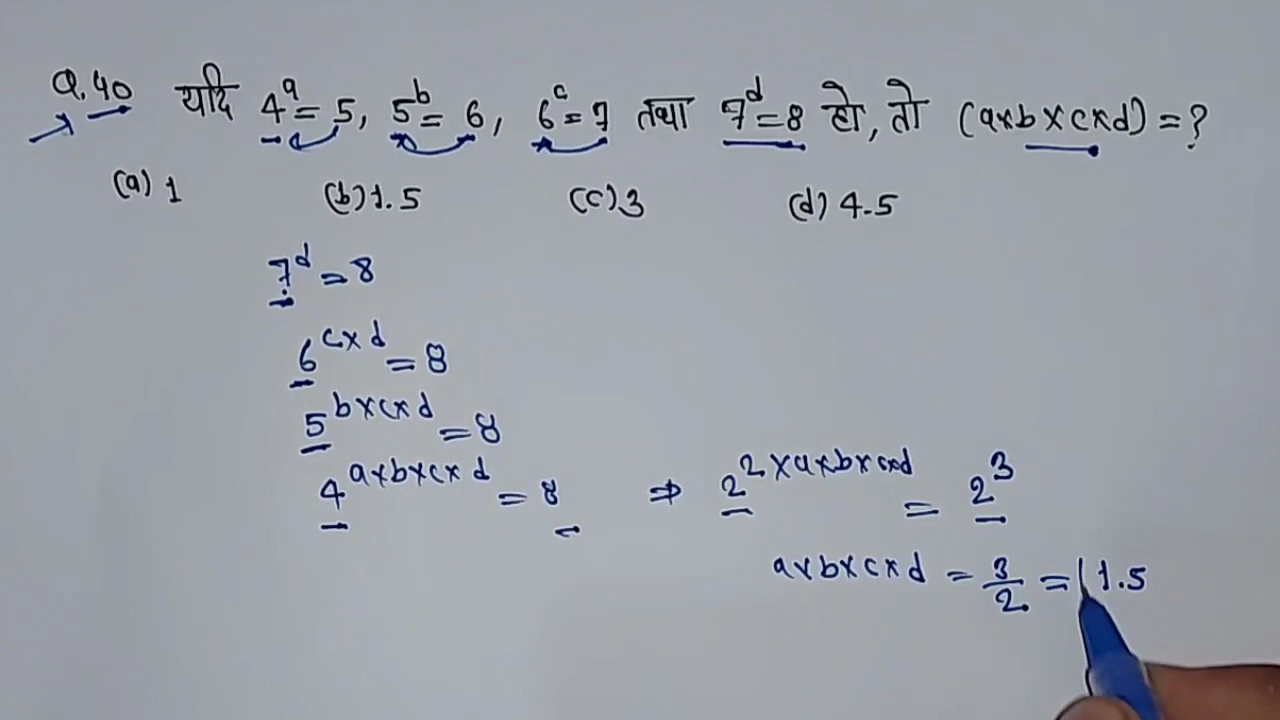 Q.40 यदि 4^a = 5, 5^b = 6, 6^c = 7 तथा 7^d = 8 हो, तो (a×b×c×d) = ?
(a) 1 (b) 1.5 (c) 3 (d) 4.5
7^d = 8
6^c×d = 8
5^b×c×d = 8
4^a×b×c×d = 8 ⇒ 2^2×a×b×c×d = 2^3
a×b×c×d = 3/2 = 1.5